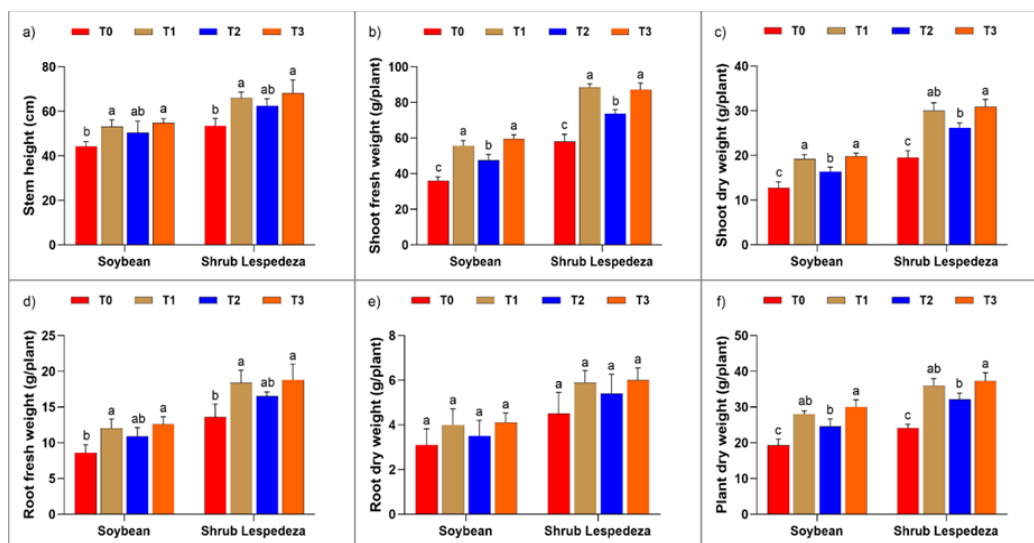 a) T0 T1 T2 T3
Stem height (cm)
80
60
40
20
0
b a ab a b a ab a
Soybean Shrub Lespedeza
b) T0 T1 T2 T3
Shoot fresh weight (g/plant)
100
80
60
40
20
0
c a b a c a b a
Soybean Shrub Lespedeza
c) T0 T1 T2 T3
Shoot dry weight (g/plant)
40
30
20
10
0
c a b a c a b a
Soybean Shrub Lespedeza
d) T0 T1 T2 T3
Root fresh weight (g/plant)
25
20
15
10
5
0
b a ab a b a ab a
Soybean Shrub Lespedeza
e) T0 T1 T2 T3
Root dry weight (g/plant)
8
6
4
2
0
a a a a a a a a
Soybean Shrub Lespedeza
f) T0 T1 T2 T3
Plant dry weight (g/plant)
50
40
30
20
10
0
c ab b a c ab b a
Soybean Shrub Lespedeza